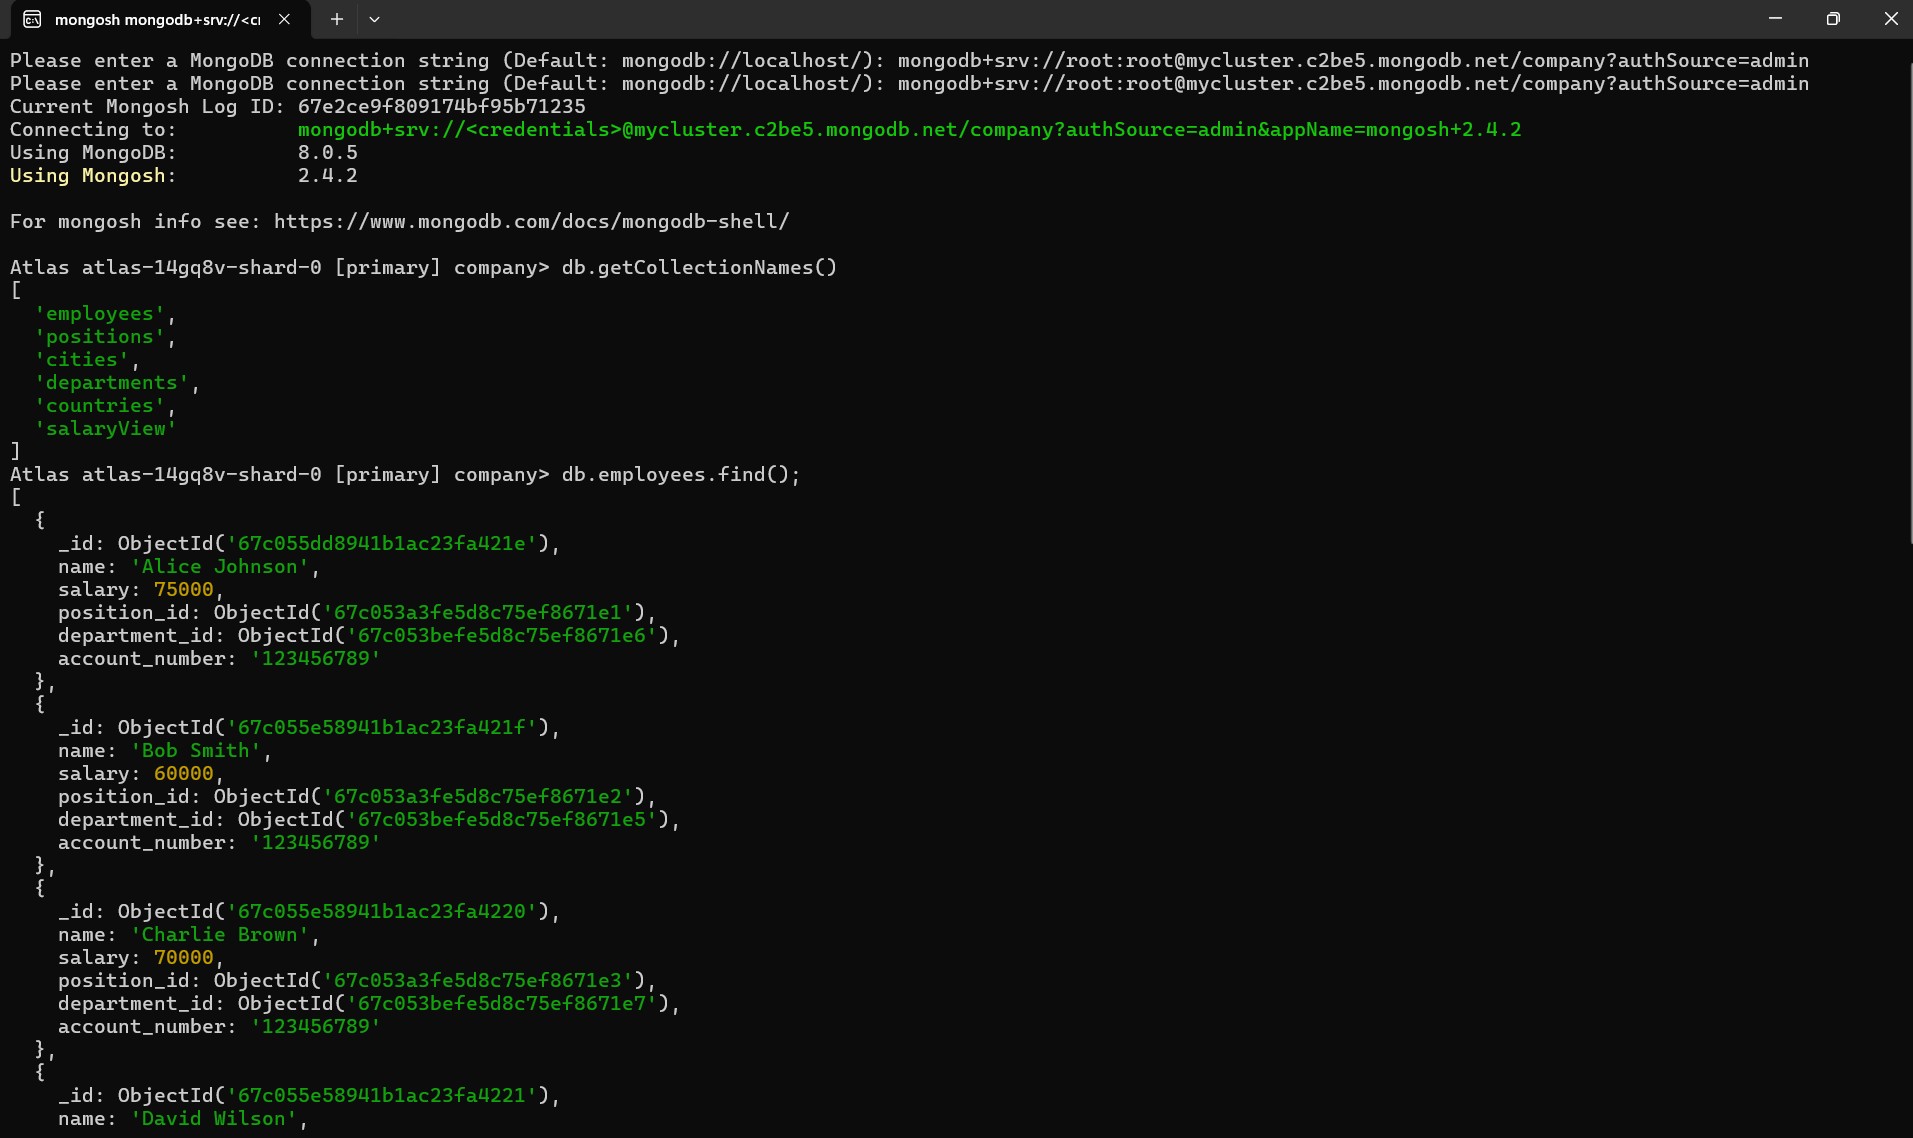 mongosh mongodb+srv://<cr
Please enter a MongoDB connection string (Default: mongodb://localhost/): mongodb+srv://root:root@mycluster.c2be5.mongodb.net/company?authSource=admin
Please enter a MongoDB connection string (Default: mongodb://localhost/): mongodb+srv://root:root@mycluster.c2be5.mongodb.net/company?authSource=admin
Current Mongosh Log ID: 67e2ce9f809174bf95b71235
Connecting to:          mongodb+srv://<credentials>@mycluster.c2be5.mongodb.net/company?authSource=admin&appName=mongosh+2.4.2
Using MongoDB:          8.0.5
Using Mongosh:          2.4.2
For mongosh info see: https://www.mongodb.com/docs/mongodb-shell/
Atlas atlas-14gq8v-shard-0 [primary] company> db.getCollectionNames()
[
  'employees',
  'positions',
  'cities',
  'departments',
  'countries',
  'salaryView'
]
Atlas atlas-14gq8v-shard-0 [primary] company> db.employees.find();
[
  {
    _id: ObjectId('67c055dd8941b1ac23fa421e'),
    name: 'Alice Johnson',
    salary: 75000,
    position_id: ObjectId('67c053a3fe5d8c75ef8671e1'),
    department_id: ObjectId('67c053befe5d8c75ef8671e6'),
    account_number: '123456789'
  },
  {
    _id: ObjectId('67c055e58941b1ac23fa421f'),
    name: 'Bob Smith',
    salary: 60000,
    position_id: ObjectId('67c053a3fe5d8c75ef8671e2'),
    department_id: ObjectId('67c053befe5d8c75ef8671e5'),
    account_number: '123456789'
  },
  {
    _id: ObjectId('67c055e58941b1ac23fa4220'),
    name: 'Charlie Brown',
    salary: 70000,
    position_id: ObjectId('67c053a3fe5d8c75ef8671e3'),
    department_id: ObjectId('67c053befe5d8c75ef8671e7'),
    account_number: '123456789'
  },
  {
    _id: ObjectId('67c055e58941b1ac23fa4221'),
    name: 'David Wilson',